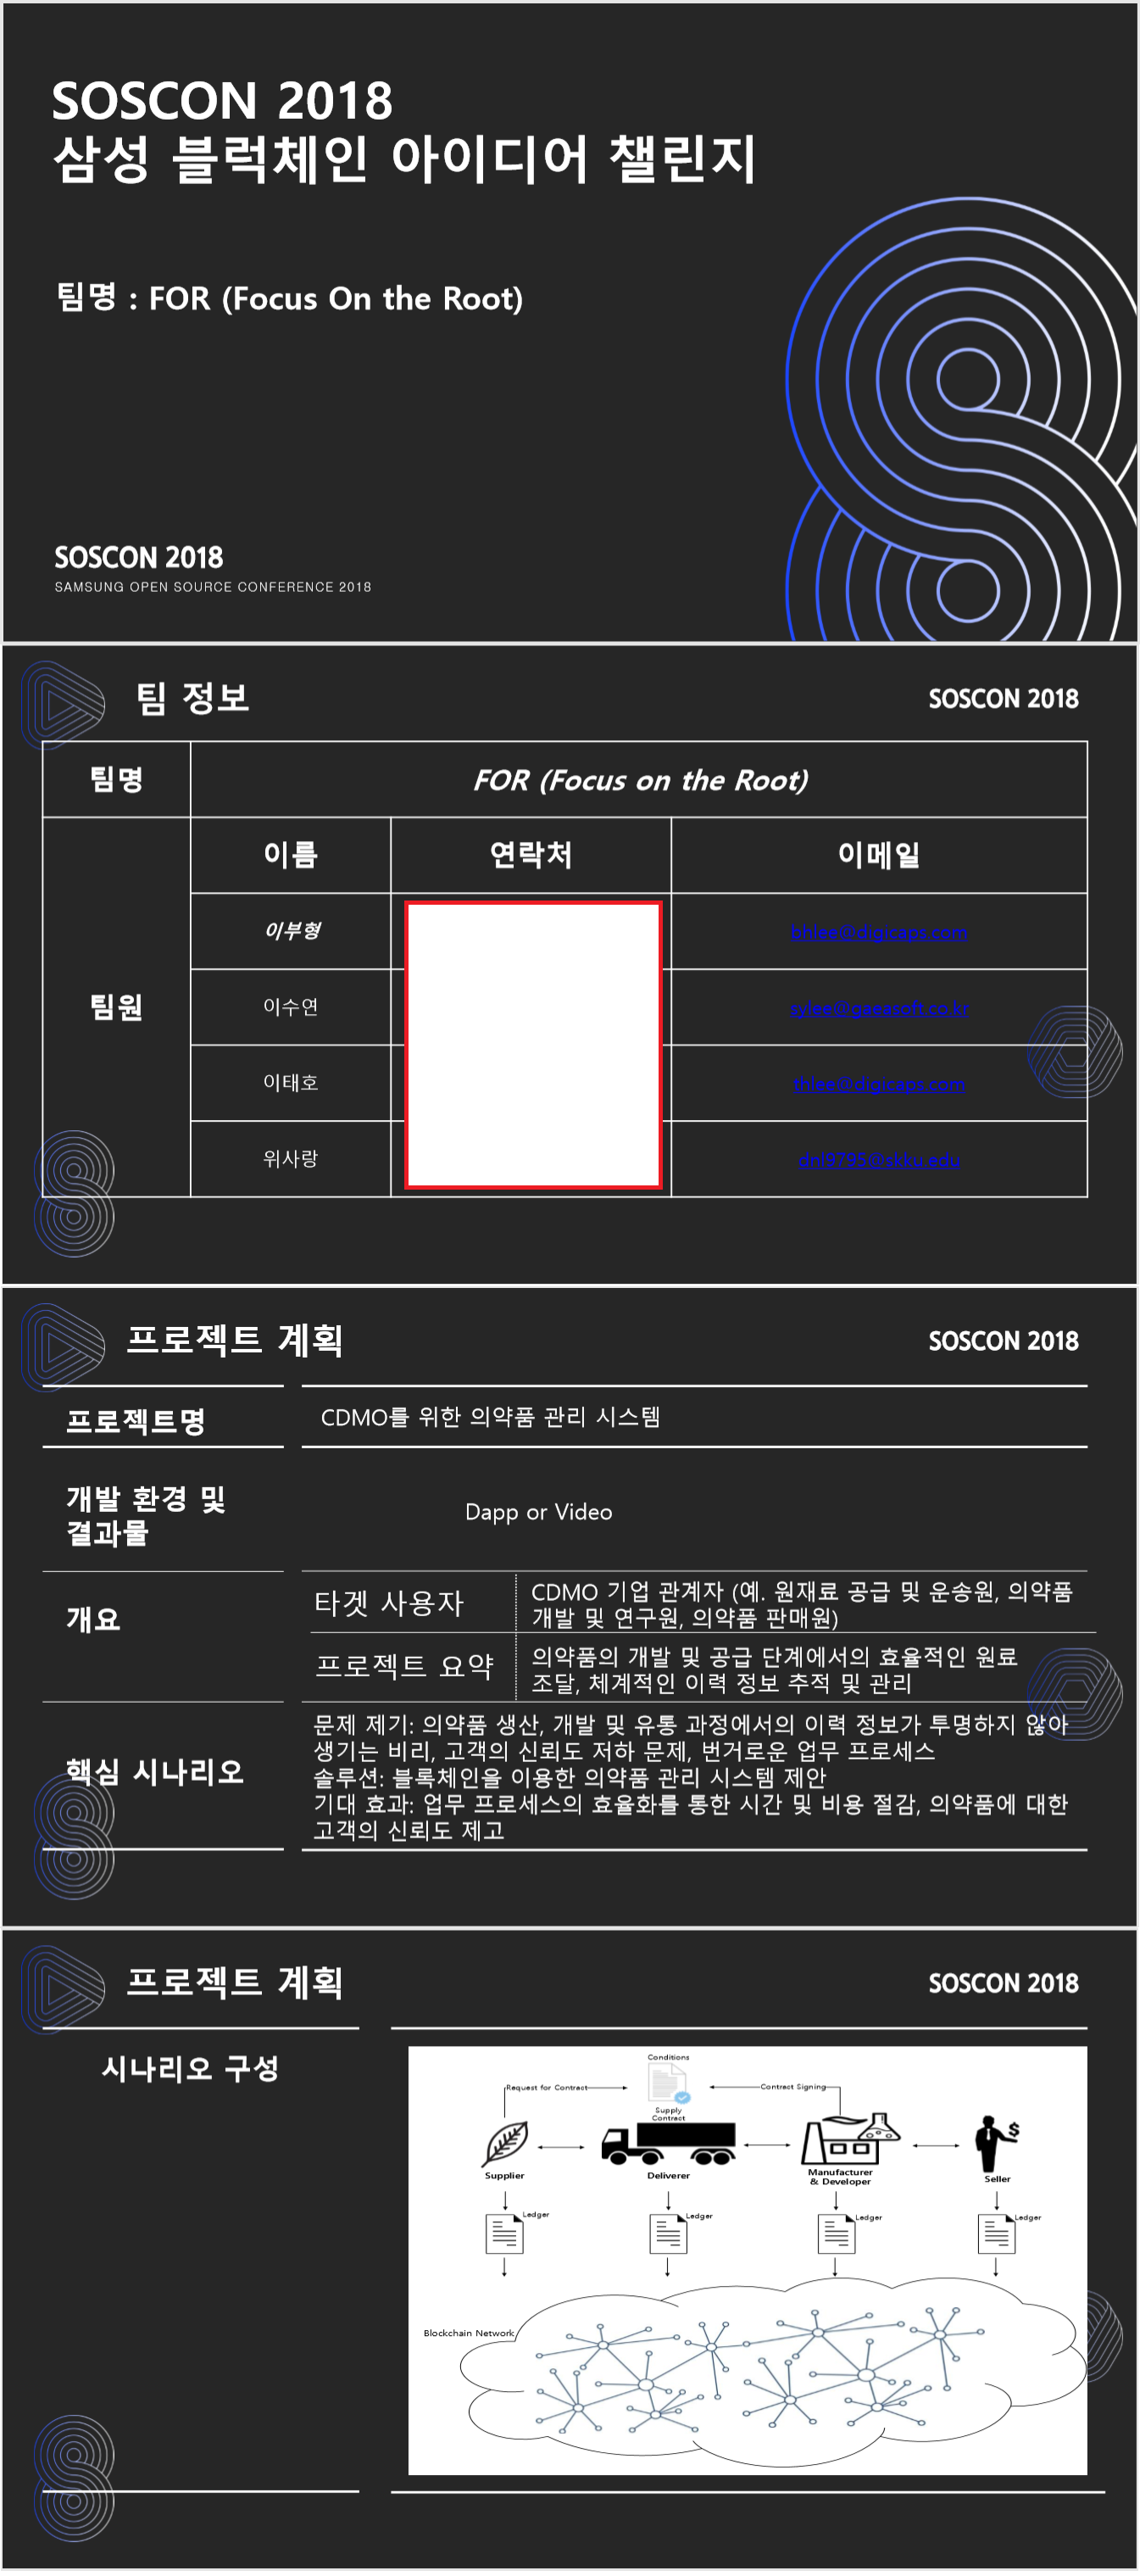 SOSCON 2018
삼성 블럭체인 아이디어 챌린지
팀명 : FOR (Focus On the Root)
SOSCON 2018
SAMSUNG OPEN SOURCE CONFERENCE 2018
팀 정보
SOSCON 2018
팀명
FOR (Focus on the Root)
팀원
이름
연락처
이메일
이부형
bhlee@digicaps.com
이수연
sylee@gaeasoft.co.kr
이태호
thlee@digicaps.com
위사랑
dnl9795@skku.edu
프로젝트 계획
SOSCON 2018
프로젝트명
CDMO를 위한 의약품 관리 시스템
개발 환경 및
결과물
Dapp or Video
개요
타겟 사용자
CDMO 기업 관계자 (예. 원재료 공급 및 운송원, 의약품
개발 및 연구원, 의약품 판매원)
프로젝트 요약
의약품의 개발 및 공급 단계에서의 효율적인 원료
조달, 체계적인 이력 정보 추적 및 관리
핵심 시나리오
문제 제기: 의약품 생산, 개발 및 유통 과정에서의 이력 정보가 투명하지 않아
생기는 비리, 고객의 신뢰도 저하 문제, 번거로운 업무 프로세스
솔루션: 블록체인을 이용한 의약품 관리 시스템 제안
기대 효과: 업무 프로세스의 효율화를 통한 시간 및 비용 절감, 의약품에 대한
고객의 신뢰도 제고
프로젝트 계획
SOSCON 2018
시나리오 구성
Conditions
Request for Contract
Contract Signing
Supply
Contract
Supplier
Deliverer
Manufacturer
& Developer
$
Seller
Ledger
Ledger
Ledger
Ledger
Blockchain Network